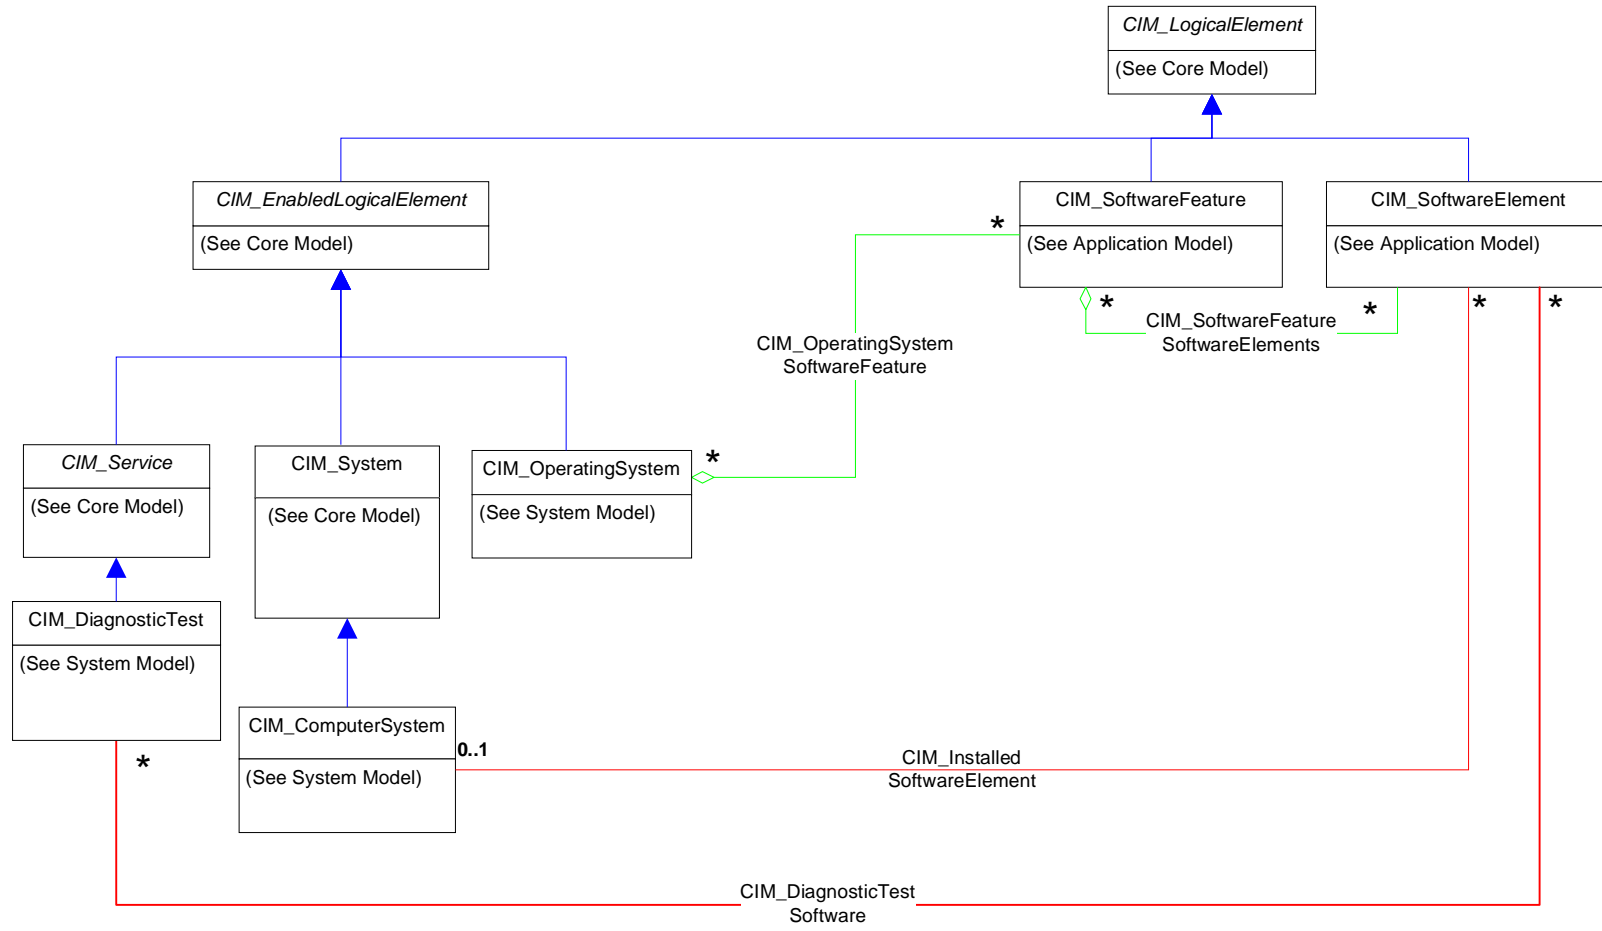 CIM_LogicalElement
(See Core Model)
CIM_EnabledLogicalElement
(See Core Model)
CIM_SoftwareFeature
(See Application Model)
CIM_SoftwareElement
(See Application Model)
*
*
*
*
*
CIM_SoftwareFeature
SoftwareElements
CIM_OperatingSystem
SoftwareFeature
CIM_Service
(See Core Model)
CIM_System
(See Core Model)
CIM_OperatingSystem
(See System Model)
*
CIM_DiagnosticTest
(See System Model)
*
CIM_ComputerSystem
(See System Model)
0..1
CIM_Installed
SoftwareElement
CIM_DiagnosticTest
Software